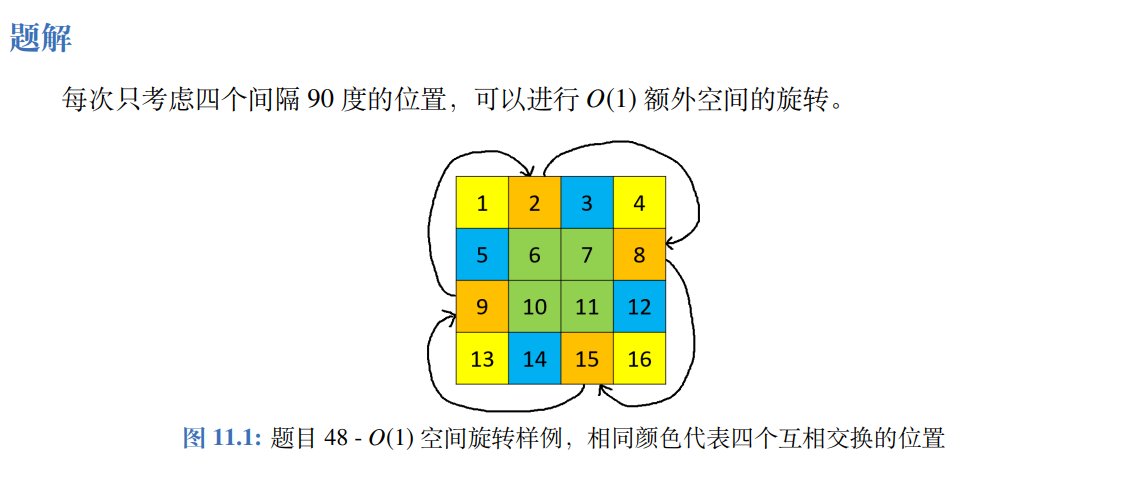 题解
每次只考虑四个间隔 90 度的位置，可以进行 O(1) 额外空间的旋转。
1 2 3 4
5 6 7 8
9 10 11 12
13 14 15 16
图 11.1: 题目 48 - O(1) 空间旋转样例，相同颜色代表四个互相交换的位置